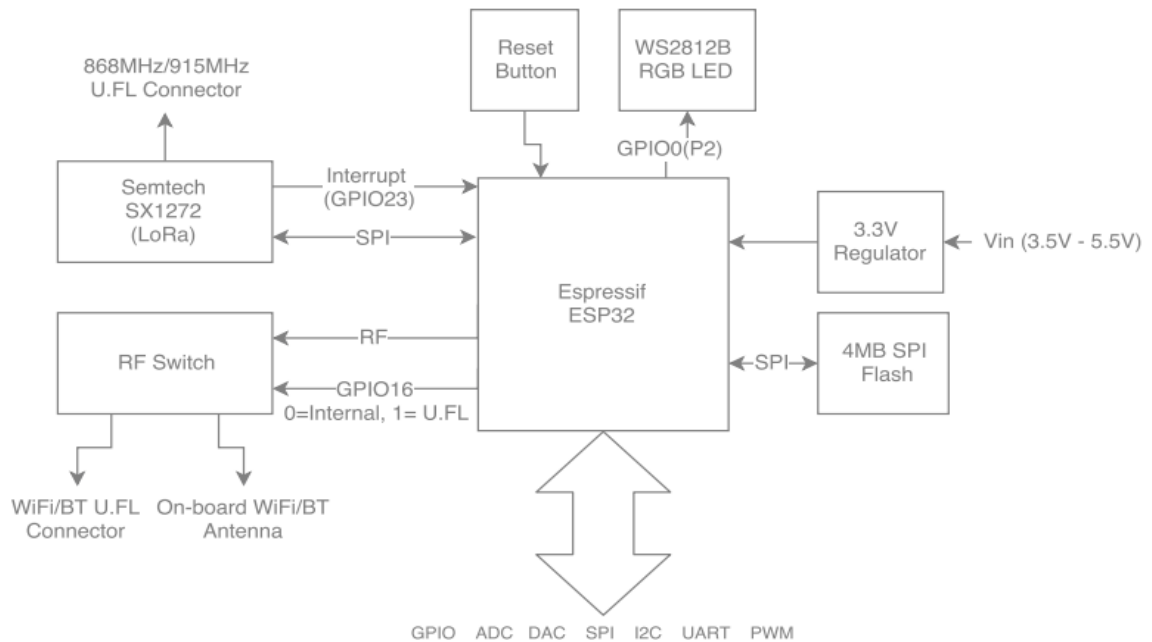 868MHz/915MHz
U.FL Connector
Reset
Button
WS2812B
RGB LED
GPIO0(P2)
Semtech
SX1272
(LoRa)
Interrupt
(GPIO23)
SPI
3.3V
Regulator
Vin (3.5V - 5.5V)
Espressif
ESP32
RF Switch
RF
GPIO16
0=Internal, 1= U.FL
SPI
4MB SPI
Flash
WiFi/BT U.FL
Connector
On-board WiFi/BT
Antenna
GPIO ADC DAC SPI I2C UART PWM